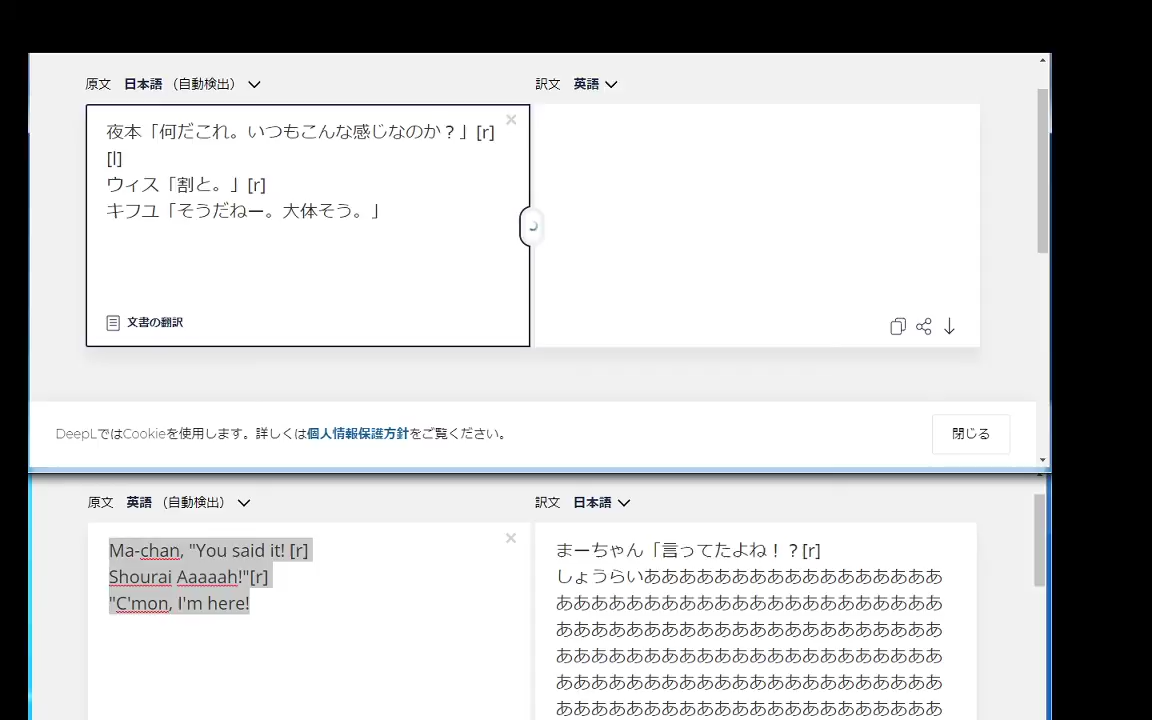 原文 日本語 （自動検出）
訳文 英語
夜本「何だこれ。いつもこんな感じなのか？」[r]
[l]
ウィス「割と。」[r]
キフユ「そうだねー。大体そう。」
文書の翻訳
DeepLではCookieを使用します。詳しくは個人情報保護方針をご覧ください。
閉じる
原文 英語 （自動検出）
訳文 日本語
Ma-chan, "You said it! [r]
Shourai Aaaaah!"[r]
"C'mon, I'm here!
まーちゃん「言ってたよね！？[r]
しょうらいあああああああああああああああああ
ああああああああああああああああああああああ
ああああああああああああああああああああああ
ああああああああああああああああああああああ
ああああああああああああああああああああああ
ああああああああああああああああああああああ